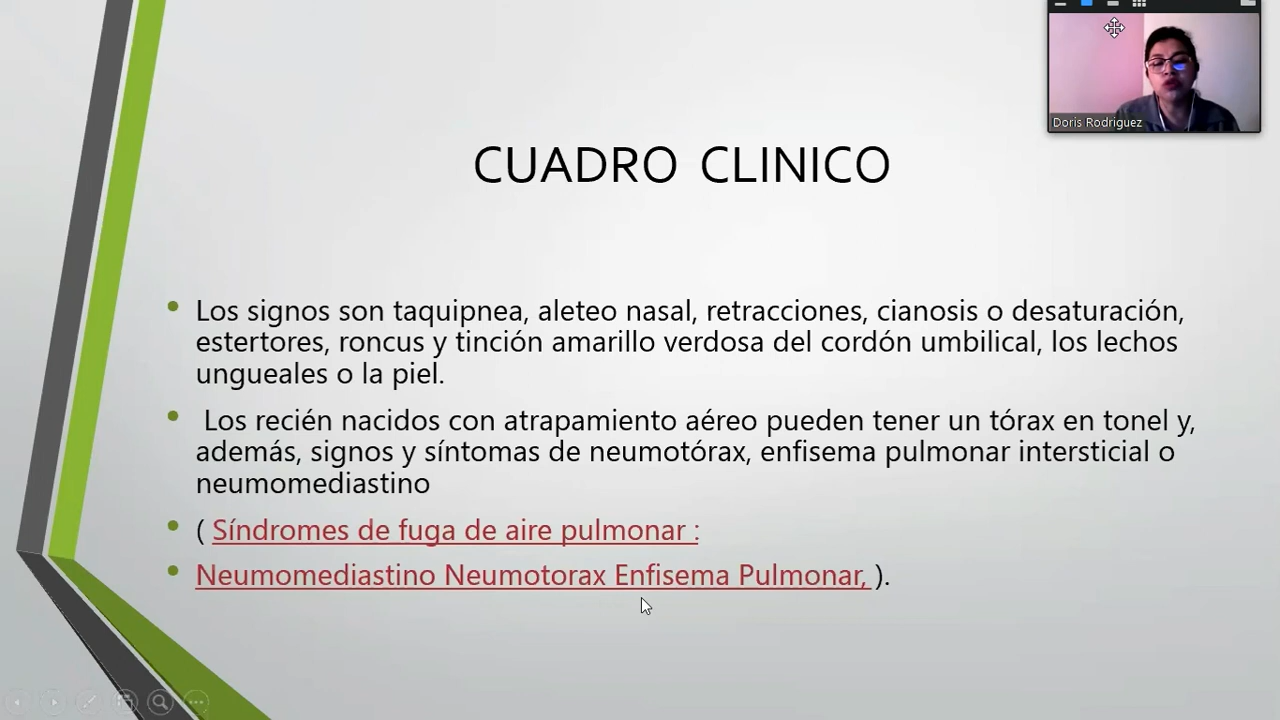 Doris Rodriguez
CUADRO CLINICO
• Los signos son taquipnea, aleteo nasal, retracciones, cianosis o desaturación,
estertores, roncus y tinción amarillo verdosa del cordón umbilical, los lechos
ungueales o la piel.
• Los recién nacidos con atrapamiento aéreo pueden tener un tórax en tonel y,
además, signos y síntomas de neumotórax, enfisema pulmonar intersticial o
neumomediastino
• ( Síndromes de fuga de aire pulmonar :
• Neumomediastino Neumotorax Enfisema Pulmonar, ).